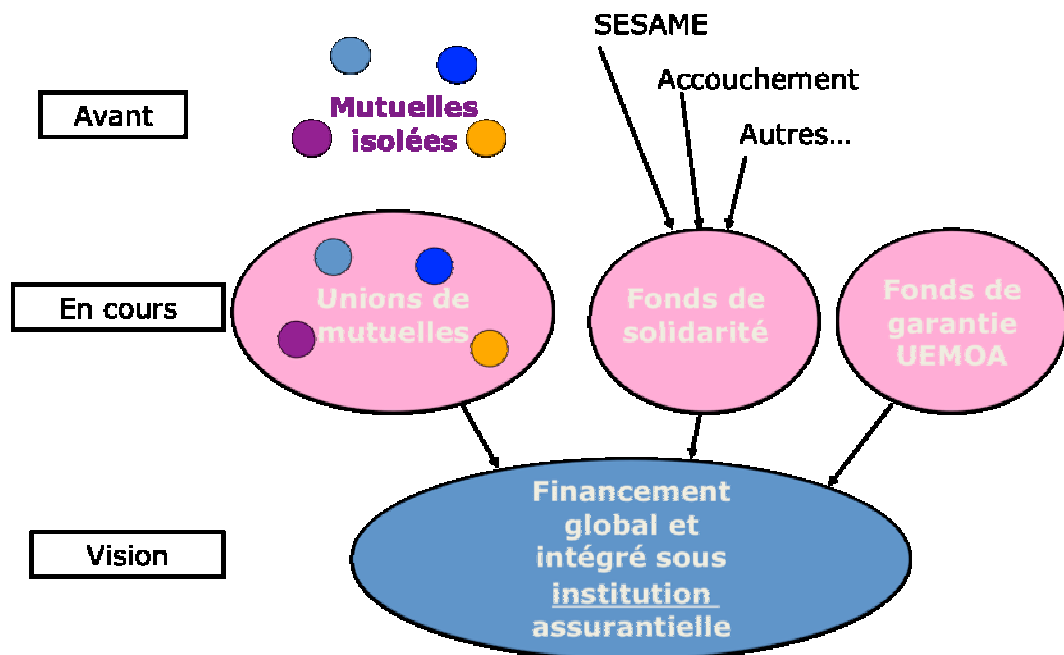 SESAME
Accouchement
Autres...
Avant
Mutuelles
isolées
En cours
Unions de
mutuelles
Fonds de
solidarité
Fonds de
garantie
UEMOA
Vision
Financement
global et
intégré sous
institution
assurantielle